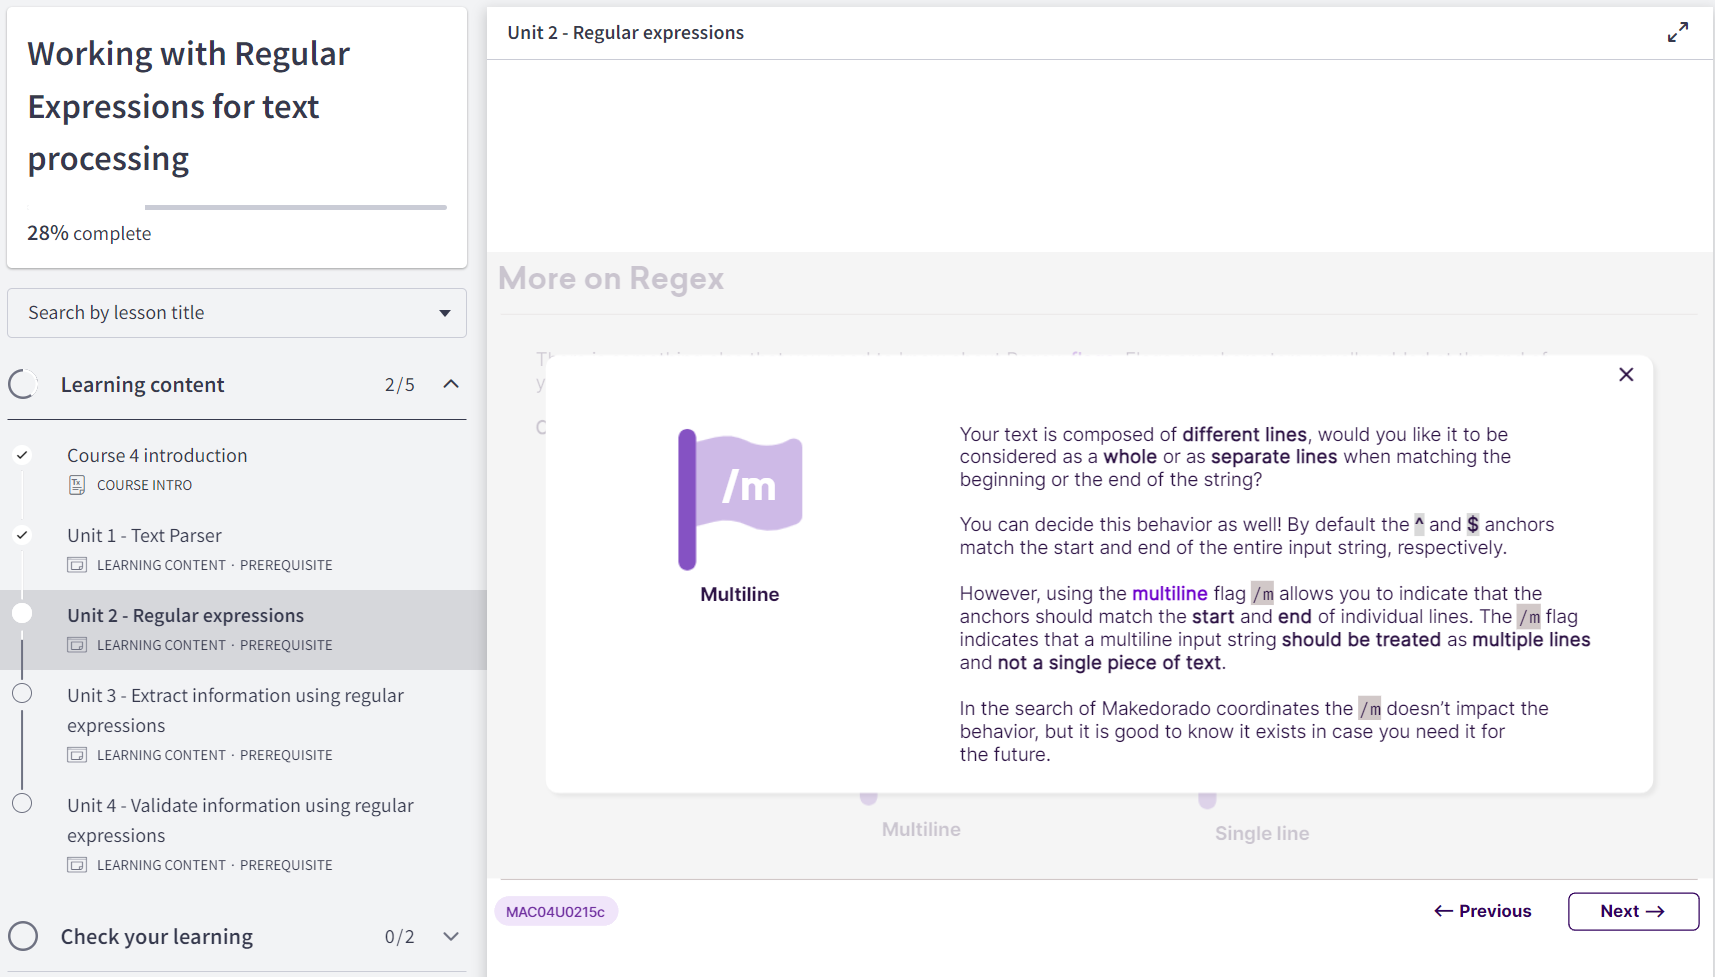 Working with Regular
Expressions for text
processing
28% complete
Search by lesson title
Learning content 2/5
Course 4 introduction
COURSE INTRO
Unit 1 - Text Parser
LEARNING CONTENT · PREREQUISITE
Unit 2 - Regular expressions
LEARNING CONTENT · PREREQUISITE
Unit 3 - Extract information using regular
expressions
LEARNING CONTENT · PREREQUISITE
Unit 4 - Validate information using regular
expressions
LEARNING CONTENT · PREREQUISITE
Check your learning 0/2
Unit 2 - Regular expressions
More on Regex
/m
Multiline
Your text is composed of different lines, would you like it to be
considered as a whole or as separate lines when matching the
beginning or the end of the string?
You can decide this behavior as well! By default the ^ and $ anchors
match the start and end of the entire input string, respectively.
However, using the multiline flag /m allows you to indicate that the
anchors should match the start and end of individual lines. The /m flag
indicates that a multiline input string should be treated as multiple lines
and not a single piece of text.
In the search of Makedorado coordinates the /m doesn’t impact the
behavior, but it is good to know it exists in case you need it for
the future.
Multiline
Single line
MAC04U0215c
← Previous
Next →